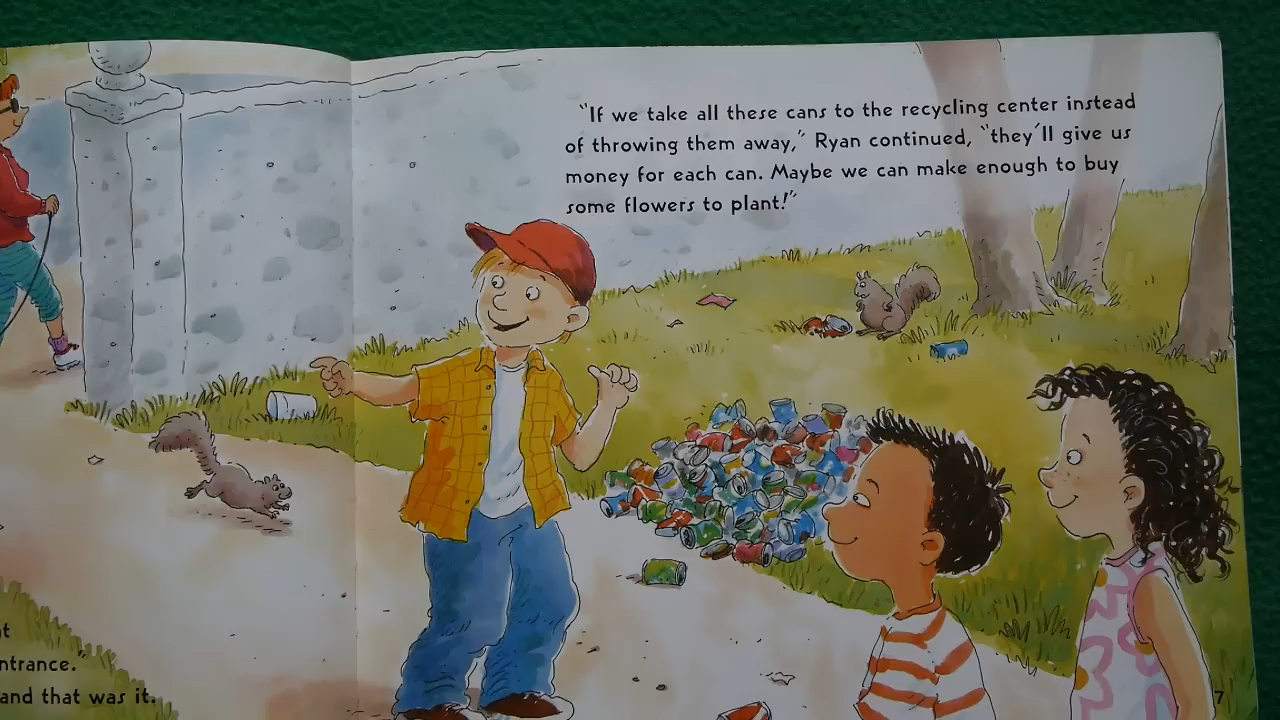 "If we take all these cans to the recycling center instead
of throwing them away," Ryan continued, "they'll give us
money for each can. Maybe we can make enough to buy
some flowers to plant!"
ntrance."
and that was it.
7